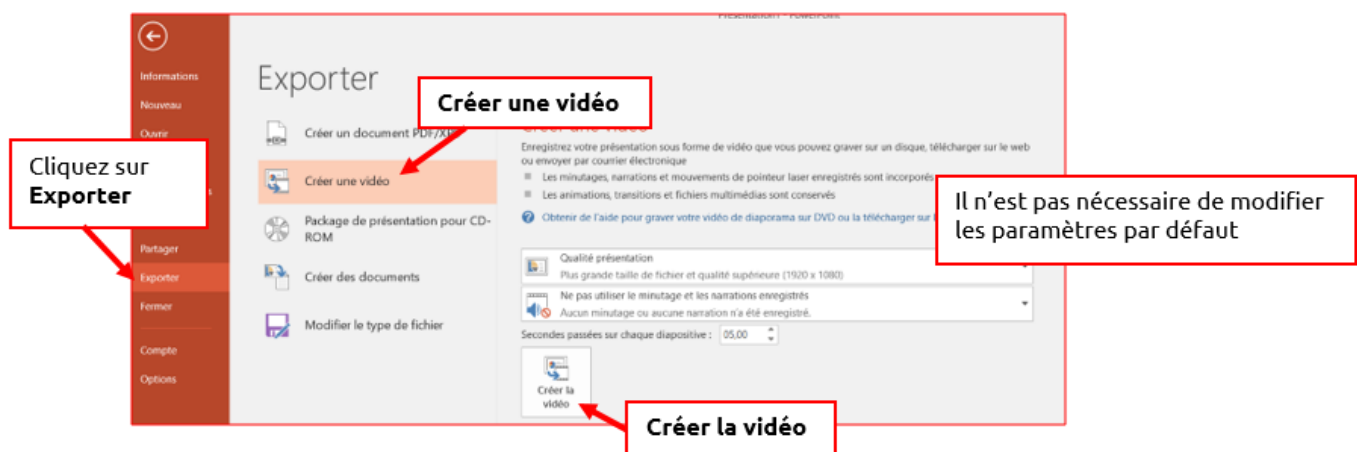 Présentation1 - PowerPoint
Informations
Nouveau
Ouvrir
Cliquez sur
Exporter
Partager
Exporter
Fermer
Compte
Options
Exporter
Créer une vidéo
Créer un document PDF/XP
Créer une vidéo
Package de présentation pour CD-
ROM
Créer des documents
Modifier le type de fichier
Créer une vidéo
Enregistrez votre présentation sous forme de vidéo que vous pouvez graver sur un disque, télécharger sur le web
ou envoyer par courrier électronique
Les minutages, narrations et mouvements de pointeur laser enregistrés sont incorporés
Les animations, transitions et fichiers multimédias sont conservés
Obtenir de l'aide pour graver votre vidéo de diaporama sur DVD ou la télécharger sur
Il n'est pas nécessaire de modifier
les paramètres par défaut
Qualité présentation
Plus grande taille de fichier et qualité supérieure (1920 x 1080)
Ne pas utiliser le minutage et les narrations enregistrés
Aucun minutage ou aucune narration n'a été enregistré.
Secondes passées sur chaque diapositive : 05,00
Créer la
vidéo
Créer la vidéo